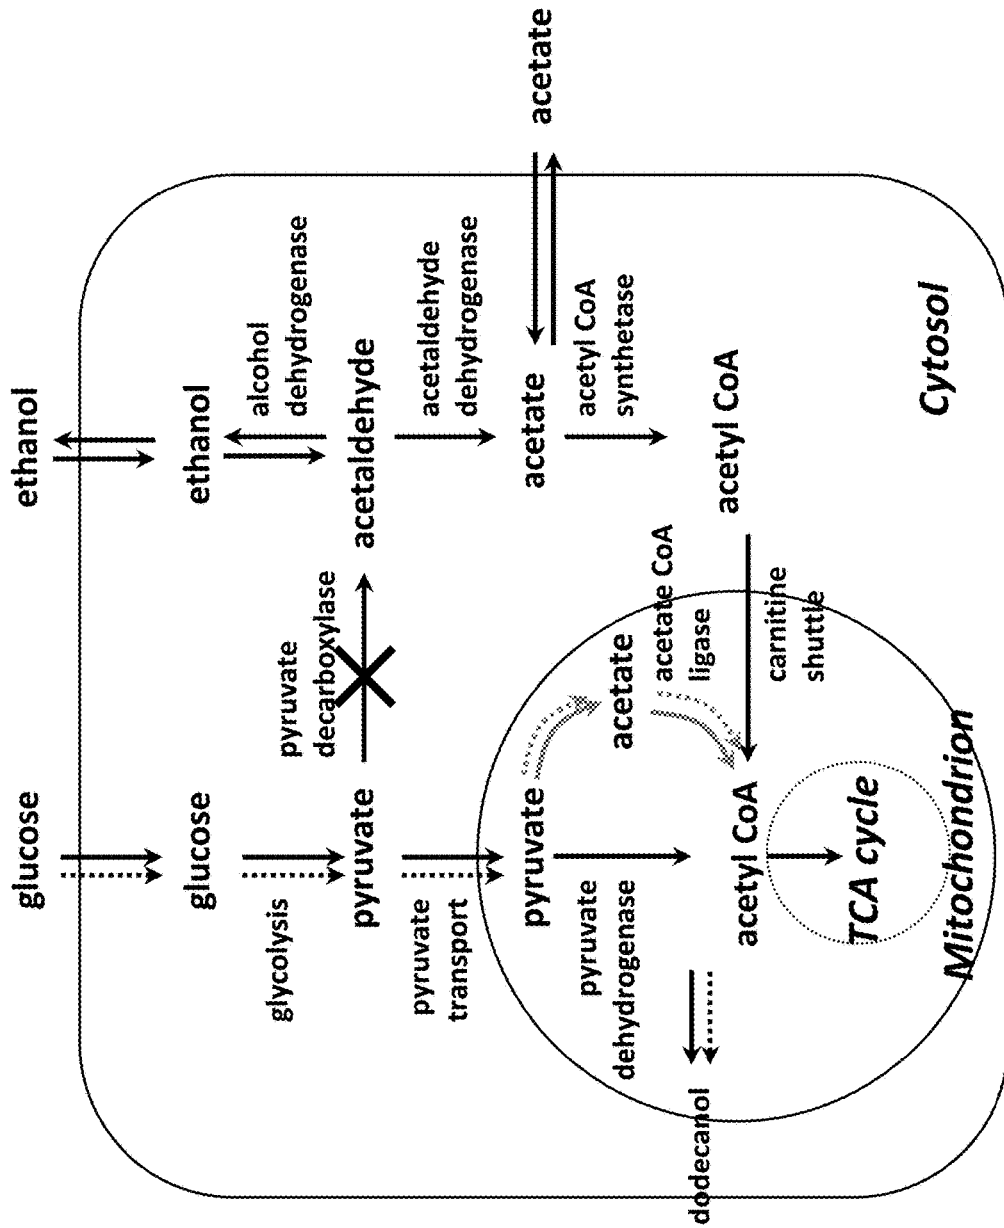 glucose
glucose
glycolysis
pyruvate
pyruvate
transport
pyruvate
pyruvate
dehydrogenase
acetyl CoA
dodecanol
TCA cycle
Mitochondrion
pyruvate
decarboxylase
acetate
acetate CoA
ligase
carnitine
shuttle
ethanol
ethanol
alcohol
dehydrogenase
acetaldehyde
acetaldehyde
dehydrogenase
acetate
acetate
acetyl CoA
synthetase
acetyl CoA
Cytosol